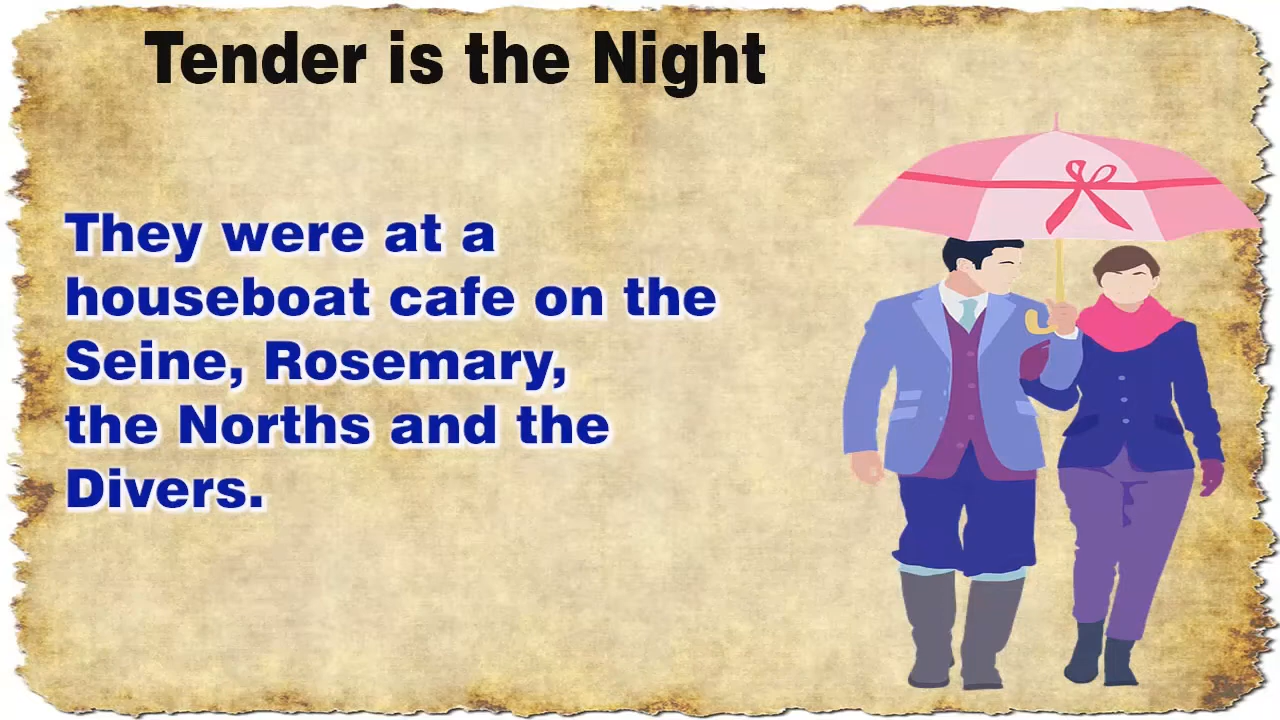 Tender is the Night
They were at a
houseboat cafe on the
Seine, Rosemary,
the Norths and the
Divers.